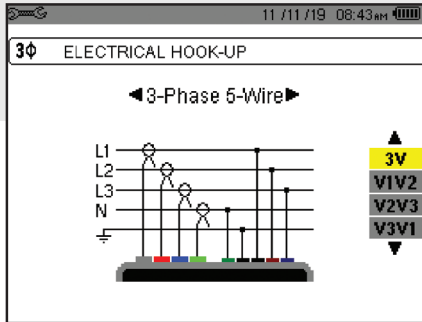 11/11/19 08:43AM
3Φ ELECTRICAL HOOK-UP
◄3-Phase 5-Wire►
L1
L2
L3
N
3V
V1V2
V2V3
V3V1